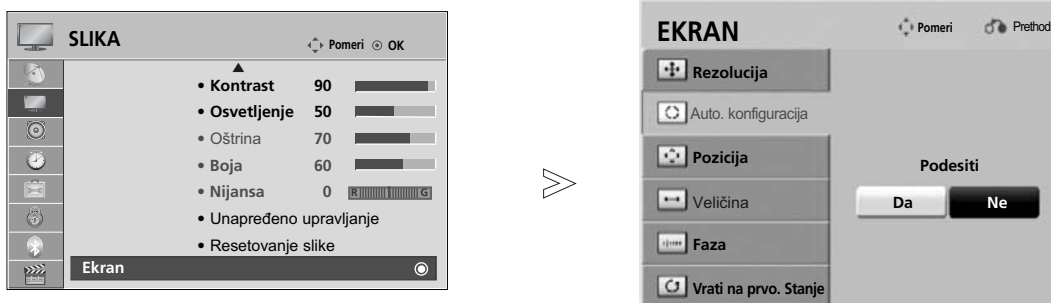 SLIKA
Pomeri OK
• Kontrast 90
• Osvetljenje 50
• Oštrina 70
• Boja 60
• Nijansa 0 R G
• Unapređeno upravljanje
• Resetovanje slike
Ekran
EKRAN
Pomeri Prethod
Rezolucija
Auto. konfiguracija
Pozicija
Veličina
Faza
Vrati na prvo. Stanje
Podesiti
Da Ne